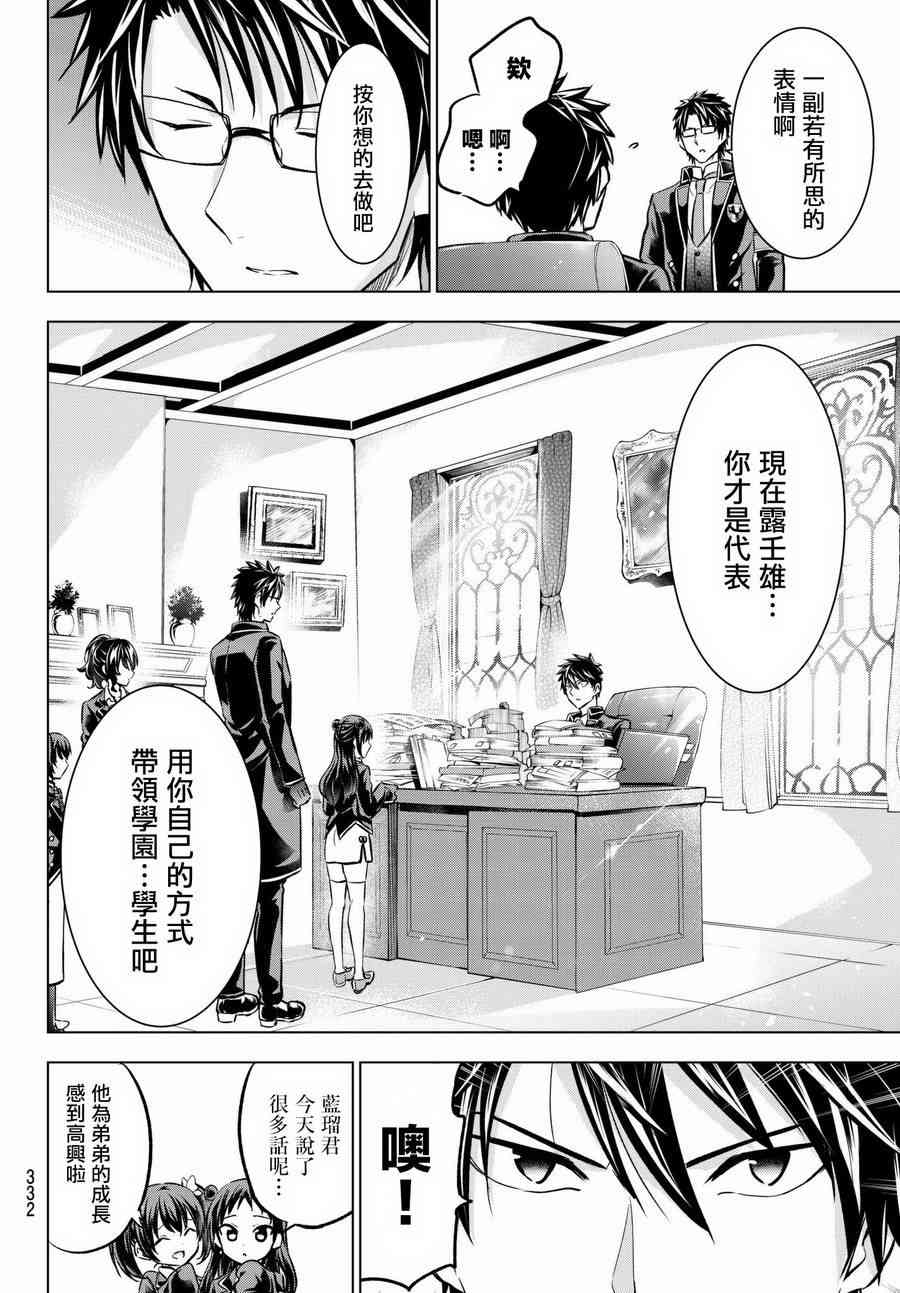 一副若有所思的
表情啊
欸
啊…
嗯…
按你想的去做吧
現在露壬雄…
你才是代表
用你自己的方式
帶領學園…學生吧
噢！
藍瑠君
今天說了
很多話呢…
他為弟弟的成長
感到高興啦
332